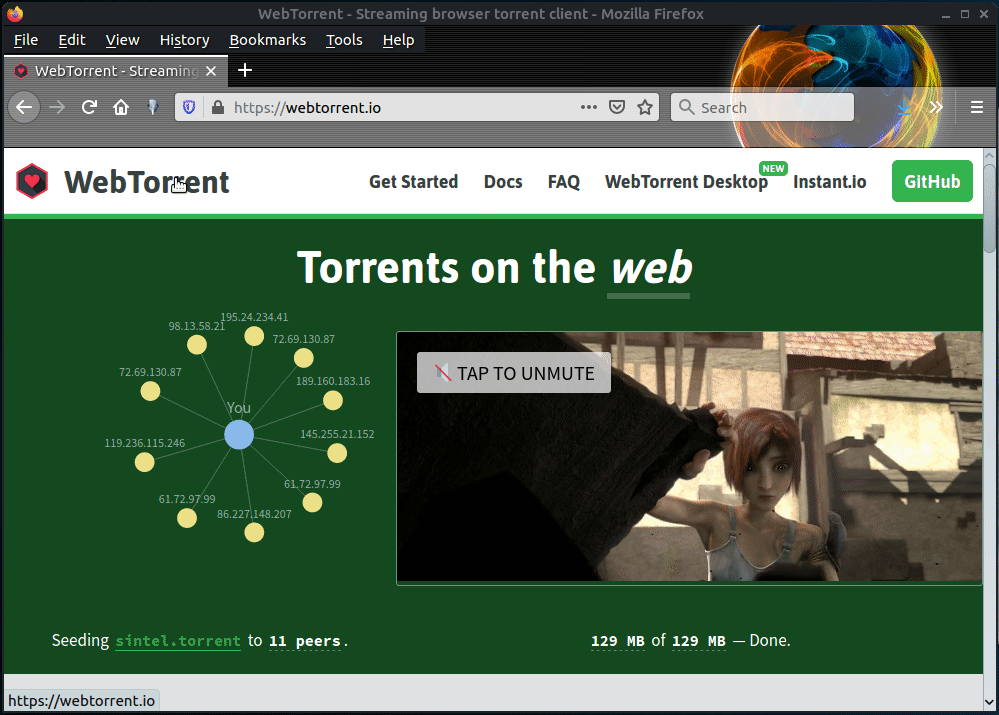 WebTorrent - Streaming browser torrent client - Mozilla Firefox
File Edit View History Bookmarks Tools Help
WebTorrent - Streaming
https://webtorrent.io
Search
WebTorrent
Get Started Docs FAQ WebTorrent Desktop NEW Instant.io GitHub
Torrents on the web
195.24.234.41
98.13.58.21
72.69.130.87
72.69.130.87
189.160.183.16
You
145.255.21.152
119.236.115.246
61.72.97.99
61.72.97.99
86.227.148.207
TAP TO UNMUTE
Seeding sintel.torrent to 11 peers.
129 MB of 129 MB — Done.
https://webtorrent.io